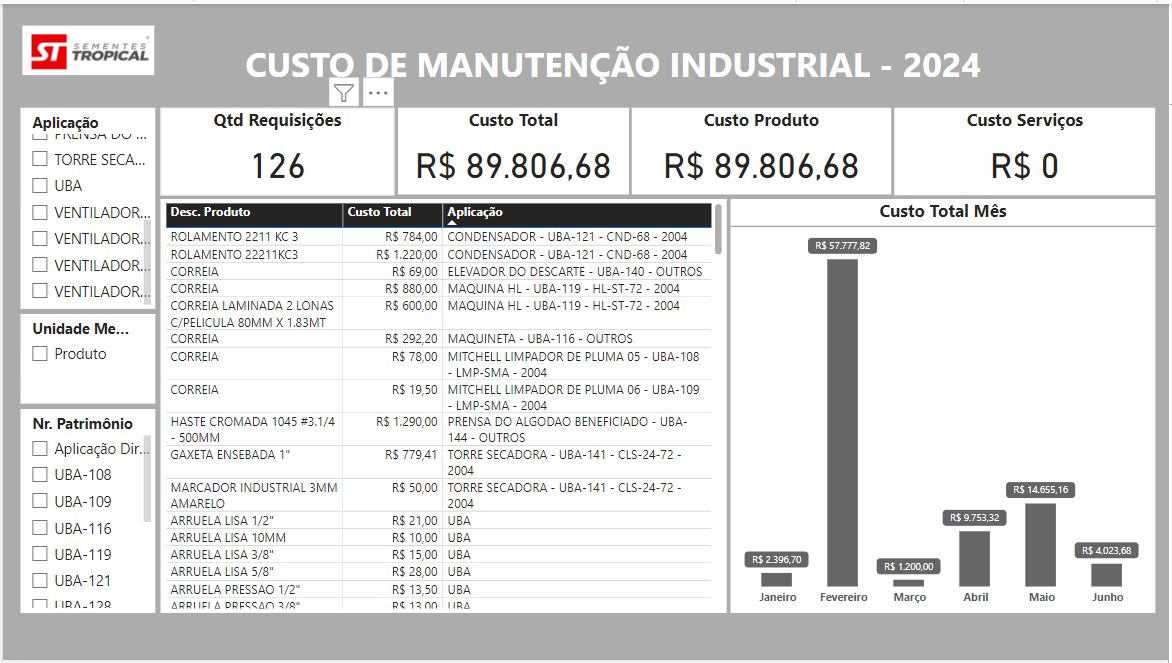 ST SEMENTES
TROPICAL
CUSTO DE MANUTENÇÃO INDUSTRIAL - 2024
Aplicação
PRENSA DO ...
TORRE SECA...
UBA
VENTILADOR...
VENTILADOR...
VENTILADOR...
VENTILADOR...
Unidade Me...
Produto
Nr. Patrimônio
Aplicação Dir...
UBA-108
UBA-109
UBA-116
UBA-119
UBA-121
UBA-128
Qtd Requisições
126
Custo Total
R$ 89.806,68
Custo Produto
R$ 89.806,68
Custo Serviços
R$ 0
Desc. Produto Custo Total Aplicação
ROLAMENTO 2211 KC 3 R$ 784,00 CONDENSADOR - UBA-121 - CND-68 - 2004
ROLAMENTO 22211KC3 R$ 1.220,00 CONDENSADOR - UBA-121 - CND-68 - 2004
CORREIA R$ 69,00 ELEVADOR DO DESCARTE - UBA-140 - OUTROS
CORREIA R$ 880,00 MAQUINA HL - UBA-119 - HL-ST-72 - 2004
CORREIA LAMINADA 2 LONAS R$ 600,00 MAQUINA HL - UBA-119 - HL-ST-72 - 2004
C/PELICULA 80MM X 1.83MT
CORREIA R$ 292,20 MAQUINETA - UBA-116 - OUTROS
CORREIA R$ 78,00 MITCHELL LIMPADOR DE PLUMA 05 - UBA-108
- LMP-SMA - 2004
CORREIA R$ 19,50 MITCHELL LIMPADOR DE PLUMA 06 - UBA-109
- LMP-SMA - 2004
HASTE CROMADA 1045 #3.1/4 R$ 1.290,00 PRENSA DO ALGODAO BENEFICIADO - UBA-
- 500MM 144 - OUTROS
GAXETA ENSEBADA 1" R$ 779,41 TORRE SECADORA - UBA-141 - CLS-24-72 -
2004
MARCADOR INDUSTRIAL 3MM R$ 50,00 TORRE SECADORA - UBA-141 - CLS-24-72 -
AMARELO 2004
ARRUELA LISA 1/2" R$ 21,00 UBA
ARRUELA LISA 10MM R$ 10,00 UBA
ARRUELA LISA 3/8" R$ 15,00 UBA
ARRUELA LISA 5/8" R$ 28,00 UBA
ARRUELA PRESSAO 1/2" R$ 13,50 UBA
ARRUELA PRESSAO 3/8" R$ 13,00 UBA
Custo Total Mês
R$ 57.777,82
R$ 14.655,16
R$ 9.753,32
R$ 4.023,68
R$ 2.396,70
R$ 1.200,00
Janeiro Fevereiro Março Abril Maio Junho